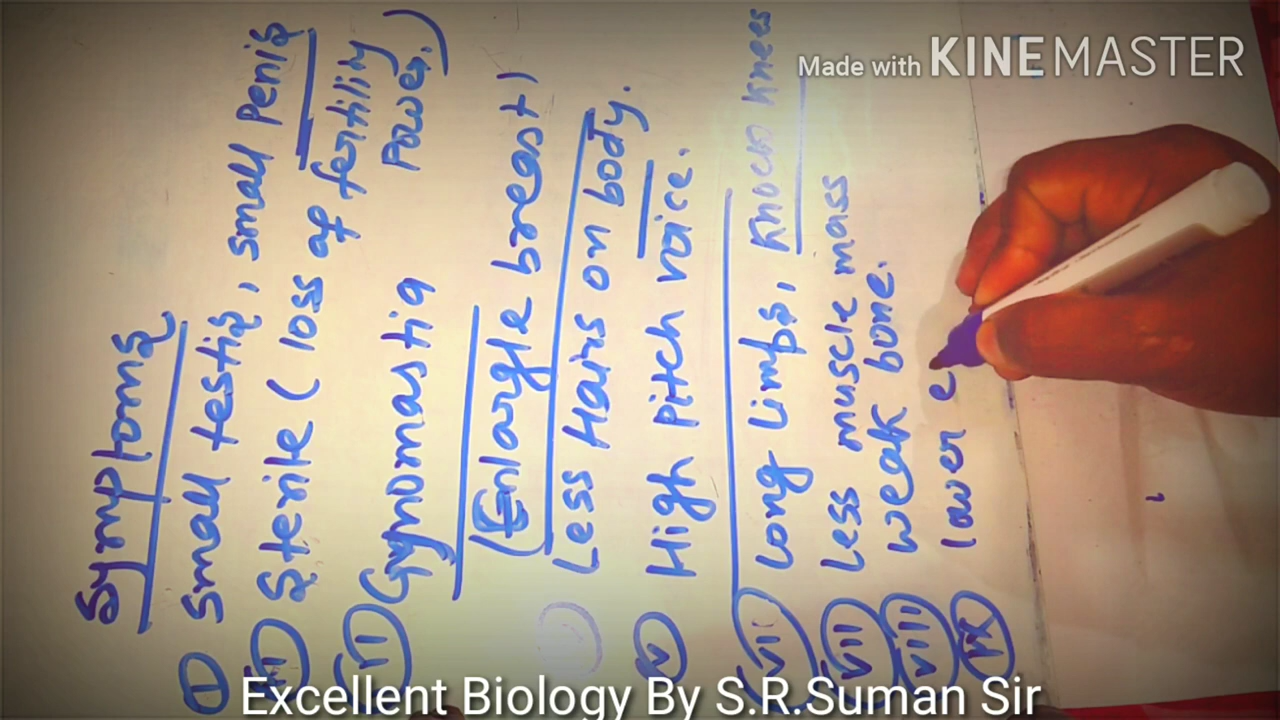 Symptoms
I Small testis, small Penis
II Sterile (loss of fertility
Power.)
III Gynomastia
(Enlargle breast)
Less Hairs on body.
V High Pitch voice.
VI Long Limbs, Knock knees
VII Less muscle mass
VIII weak bone.
IX lower e
Made with KINEMASTER
Excellent Biology By S.R.Suman Sir